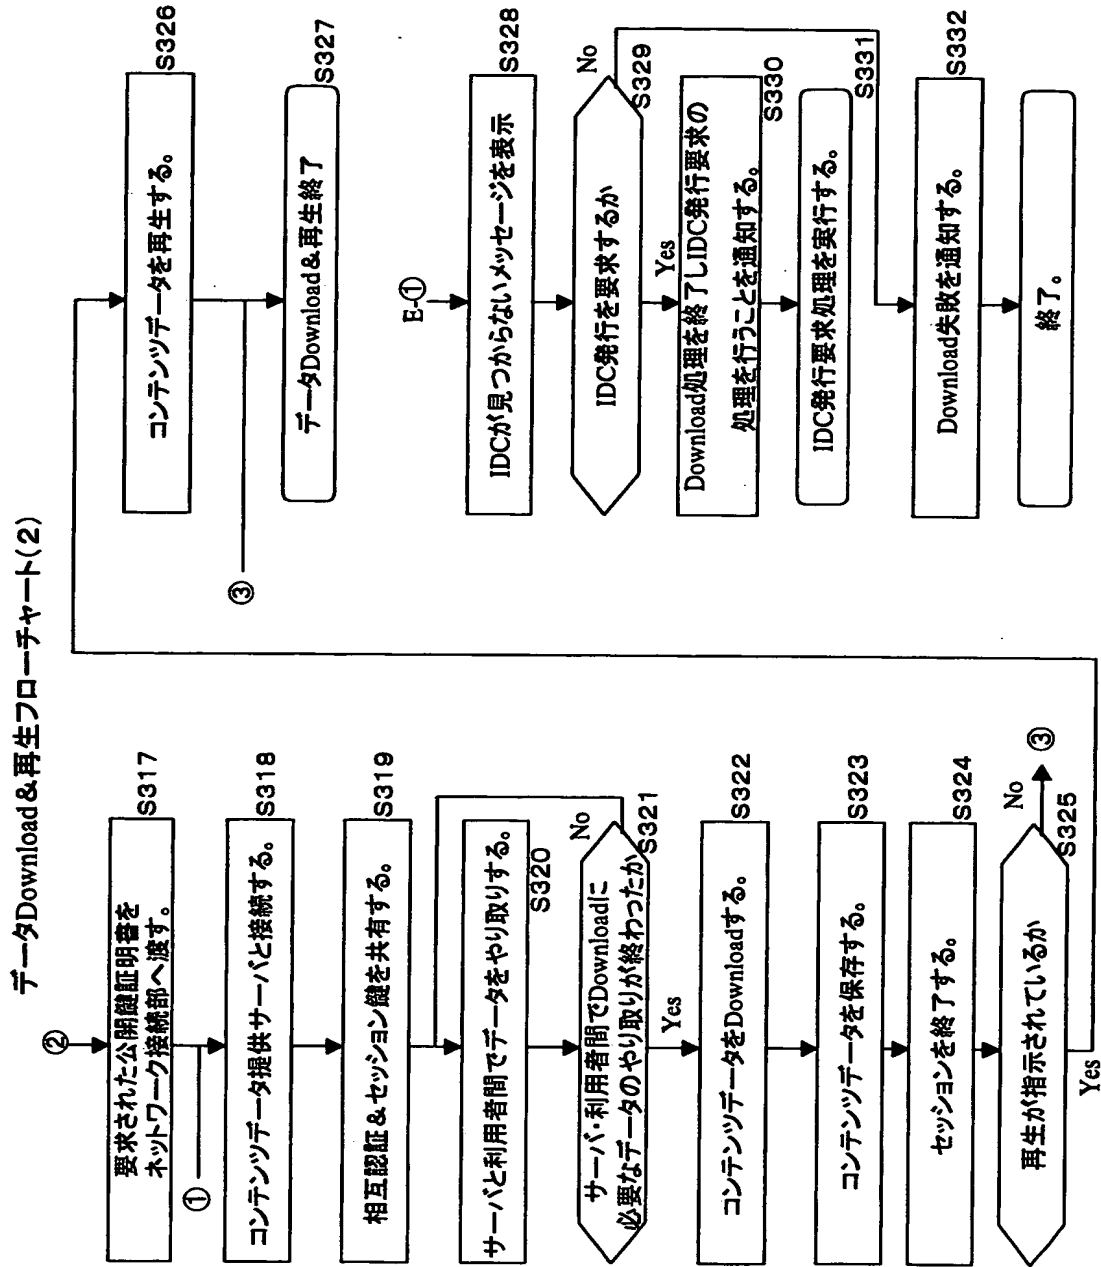 データDownload&再生フローチャート(2)
②
要求された公開鍵証明書を
ネットワーク接続部へ渡す。
S317
①
コンテンツデータ提供サーバと接続する。
S318
相互認証&セッション鍵を共有する。
S319
サーバと利用者間でデータをやり取りする。
S320
サーバ・利用者間でDownloadに
必要なデータのやり取りが終わったか
No
S321
Yes
コンテンツデータをDownloadする。
S322
コンテンツデータを保存する。
S323
セッションを終了する。
S324
再生が指示されているか
No
③
S325
Yes
コンテンツデータを再生する。
S326
③
データDownload&再生終了
S327
E-①
IDCが見つからないメッセージを表示
S328
IDC発行を要求するか
No
S329
Yes
Download処理を終了しIDC発行要求の
処理を行うことを通知する。
S330
IDC発行要求処理を実行する。
S331
Download失敗を通知する。
S332
終了。